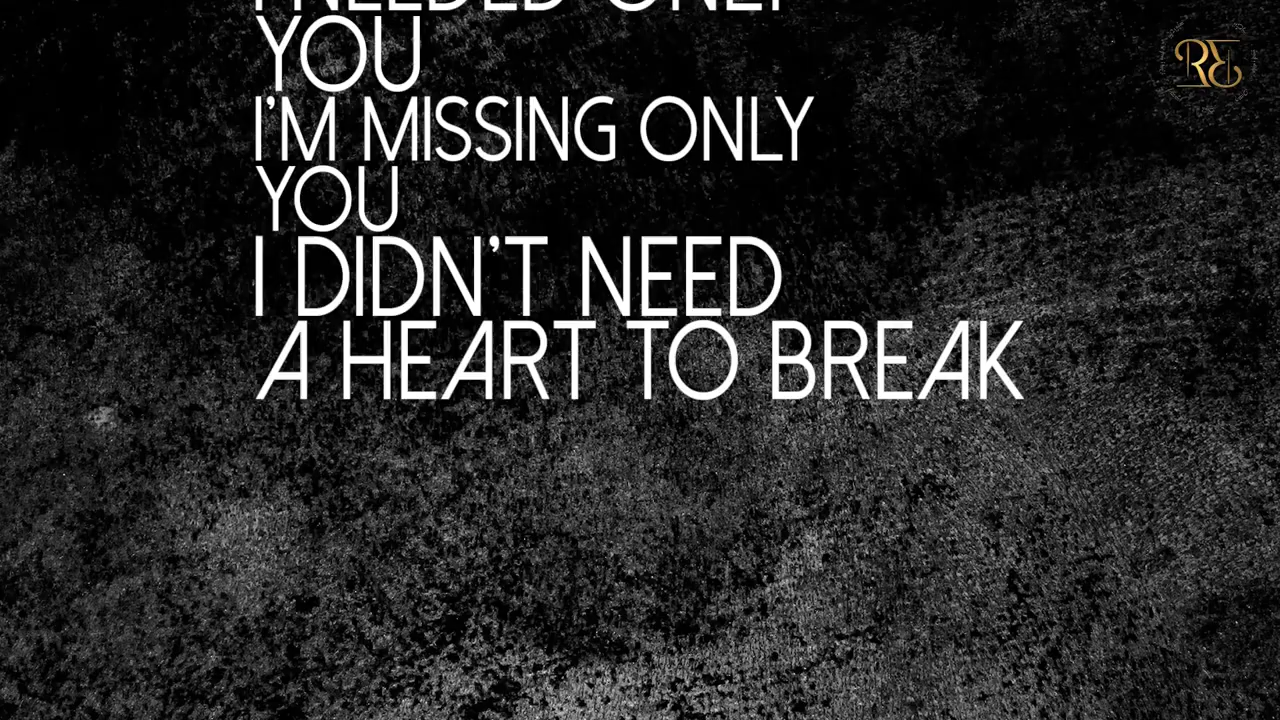 I NEEDED ONLY
YOU
I'M MISSING ONLY
YOU
I DIDN'T NEED
A HEART TO BREAK